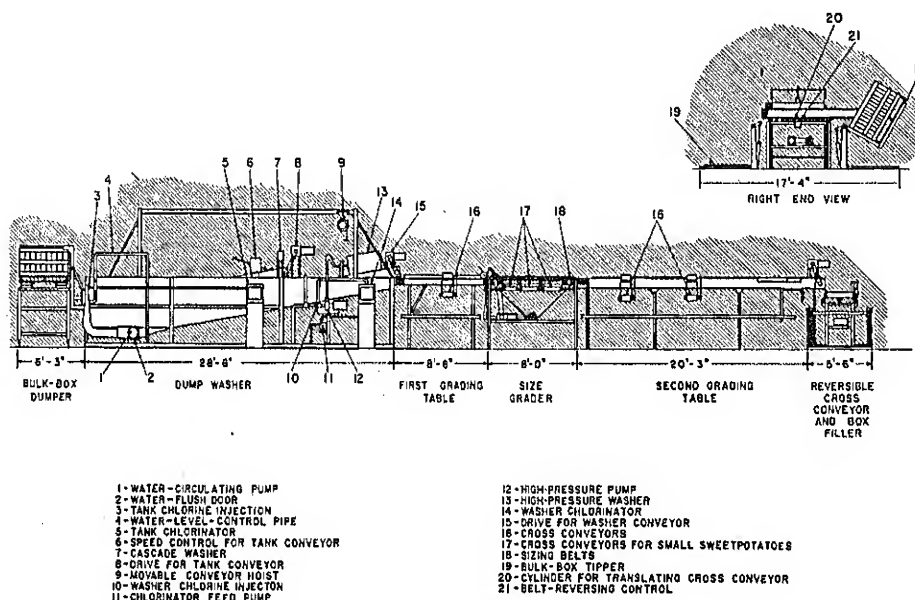 20
21
19
17'-4"
RIGHT END VIEW
3
4
5
6
7
8
9
13
14
15
16
17
18
16
1
2
10
11
12
28'-6"
8'-6"
8'-0"
20'-3"
5'-6"
BULK-BOX
DUMPER
DUMP WASHER
FIRST GRADING
TABLE
SIZE
GRADER
SECOND GRADING
TABLE
REVERSIBLE
CROSS
CONVEYOR
AND BOX
FILLER
1-WATER-CIRCULATING PUMP
2-WATER-FLUSH DOOR
3-TANK CHLORINE INJECTION
4-WATER-LEVEL-CONTROL PIPE
5-TANK CHLORINATOR
6-SPEED CONTROL FOR TANK CONVEYOR
7-CASCADE WASHER
8-DRIVE FOR TANK CONVEYOR
9-MOVABLE CONVEYOR HOIST
10-WASHER CHLORINE INJECTON
11-CHLORINATOR FEED PUMP
12-HIGH-PRESSURE PUMP
13-HIGH-PRESSURE WASHER
14-WASHER CHLORINATOR
15-DRIVE FOR WASHER CONVEYOR
16-CROSS CONVEYORS
17-CROSS CONVEYORS FOR SMALL SWEETPOTATOES
18-SIZING BELTS
19-BULK-BOX TIPPER
20-CYLINDER FOR TRANSLATING CROSS CONVEYOR
21-BELT-REVERSING CONTROL